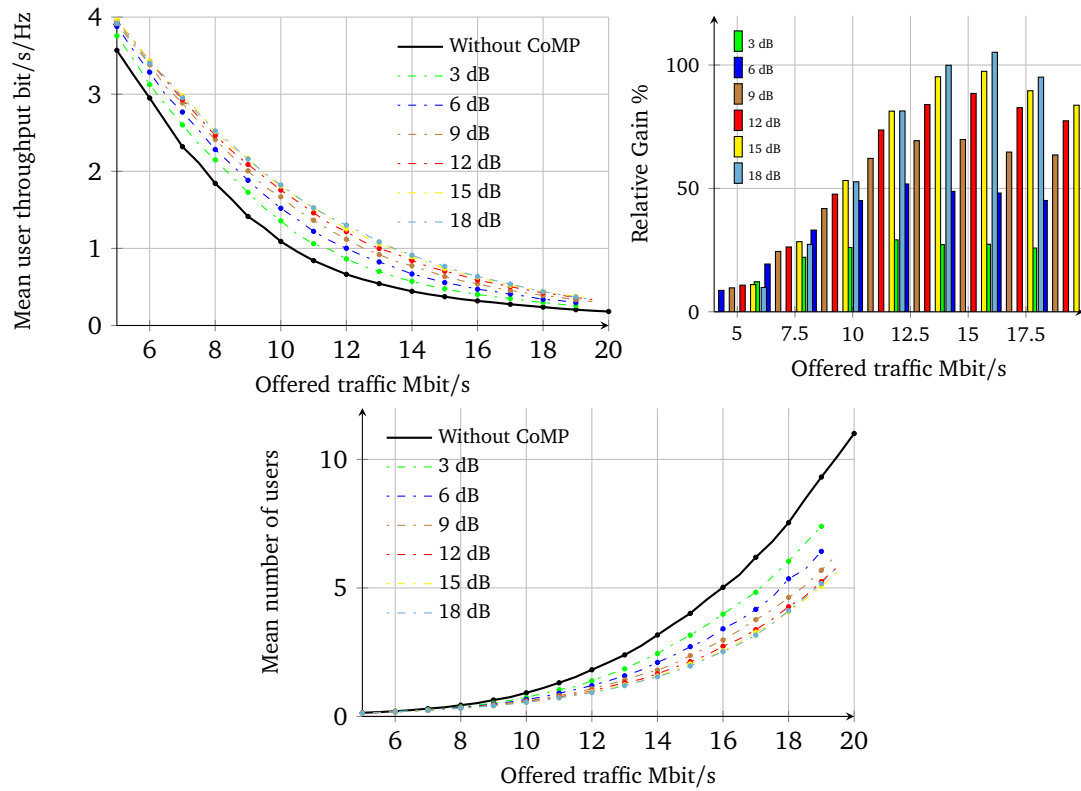 Mean user throughput bit/s/Hz
4
3
2
1
0
Without CoMP
3 dB
6 dB
9 dB
12 dB
15 dB
18 dB
6 8 10 12 14 16 18 20
Offered traffic Mbit/s
Relative Gain %
100
50
0
3 dB
6 dB
9 dB
12 dB
15 dB
18 dB
5 7.5 10 12.5 15 17.5
Offered traffic Mbit/s
Mean number of users
10
5
0
Without CoMP
3 dB
6 dB
9 dB
12 dB
15 dB
18 dB
6 8 10 12 14 16 18 20
Offered traffic Mbit/s